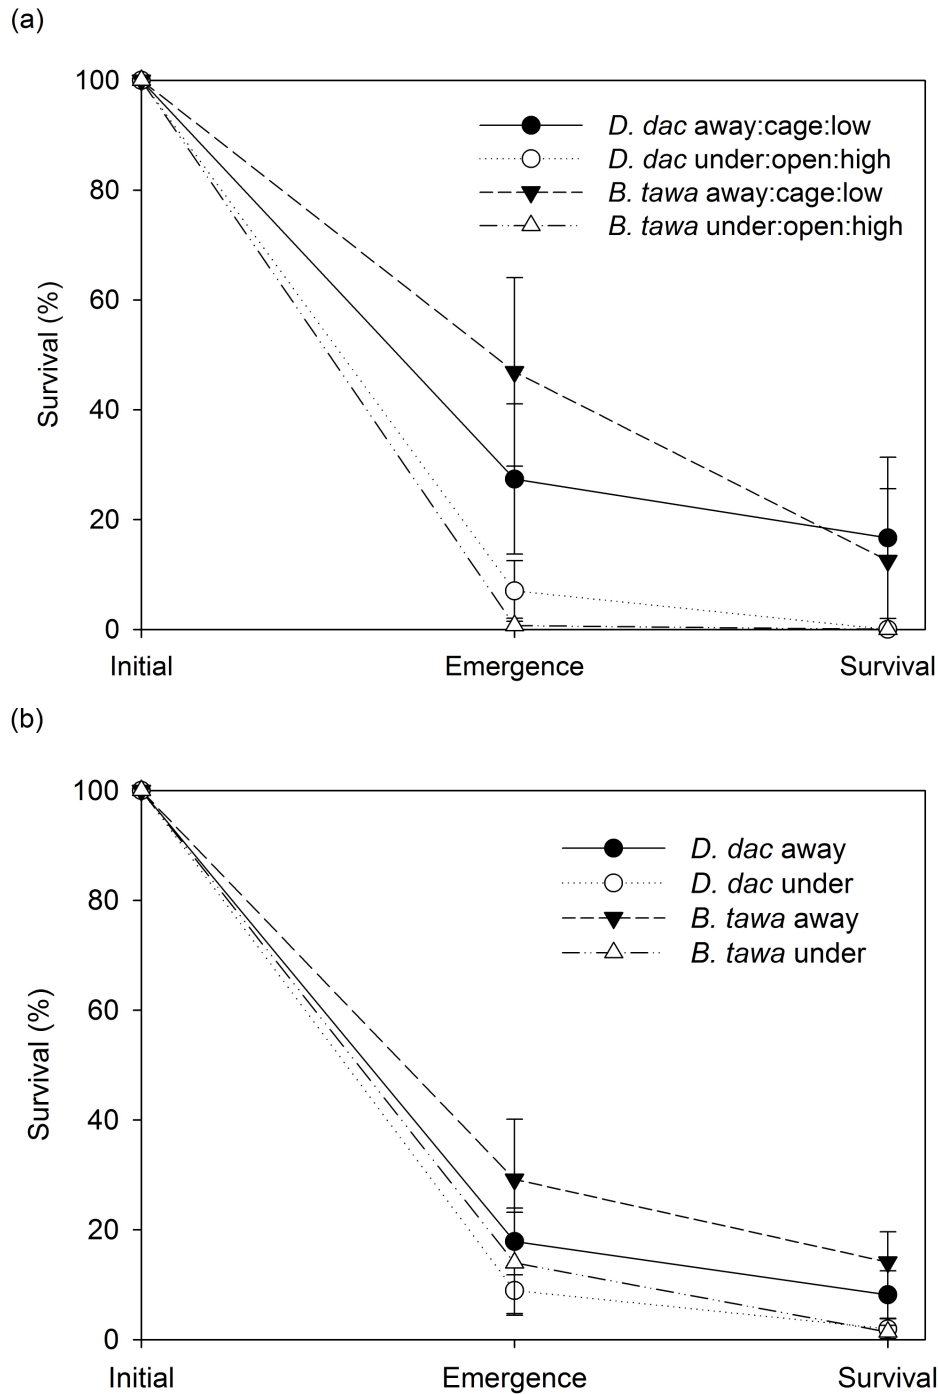 (a)
100
80
60
40
20
0
Survival (%)
D. dac away:cage:low
D. dac under:open:high
B. tawa away:cage:low
B. tawa under:open:high
Initial
Emergence
Survival
(b)
100
80
60
40
20
0
Survival (%)
D. dac away
D. dac under
B. tawa away
B. tawa under
Initial
Emergence
Survival